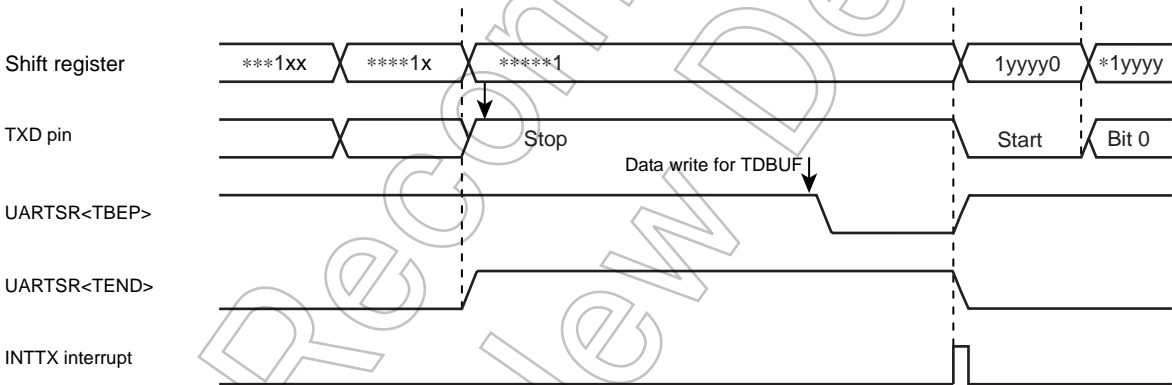 Shift register
***1xx
****1x
*****1
1yyyy0
*1yyyy
TXD pin
Stop
Start
Bit 0
Data write for TDBUF
UARTSR<TBEP>
UARTSR<TEND>
INTTX interrupt